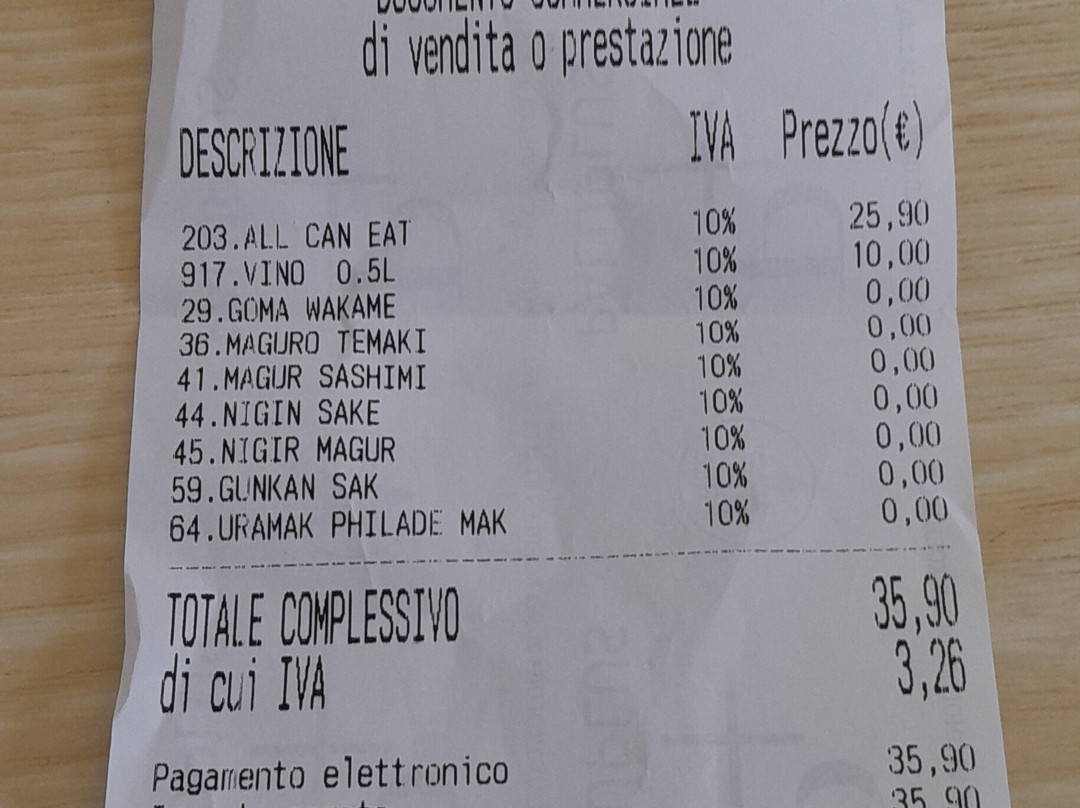 DOCUMENTO COMMERCIALE
di vendita o prestazione
DESCRIZIONE IVA Prezzo(€)
203.ALL CAN EAT 10% 25,90
917.VINO 0.5L 10% 10,00
29.GOMA WAKAME 10% 0,00
36.MAGURO TEMAKI 10% 0,00
41.MAGUR SASHIMI 10% 0,00
44.NIGIN SAKE 10% 0,00
45.NIGIR MAGUR 10% 0,00
59.GUNKAN SAK 10% 0,00
64.URAMAK PHILADE MAK 10% 0,00
TOTALE COMPLESSIVO 35,90
di cui IVA 3,26
Pagamento elettronico 35,90
35,90